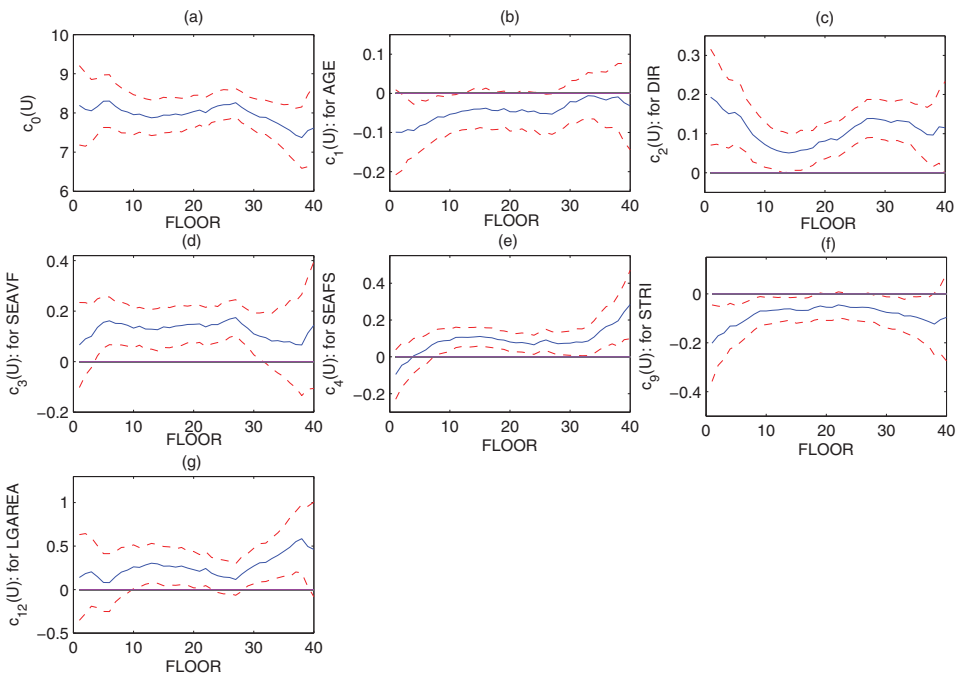 (a)
10
9
8
7
6
c0(U)
0 10 20 30 40
FLOOR
(b)
0.1
0
−0.1
−0.2
c1(U): for AGE
0 10 20 30 40
FLOOR
(c)
0.3
0.2
0.1
0
c2(U): for DIR
0 10 20 30 40
FLOOR
(d)
0.4
0.2
0
−0.2
c3(U): for SEAVF
0 10 20 30 40
FLOOR
(e)
0.4
0.2
0
−0.2
c4(U): for SEAFS
0 10 20 30 40
FLOOR
(f)
0
−0.2
−0.4
c9(U): for STRI
0 10 20 30 40
FLOOR
(g)
1
0.5
0
−0.5
c12(U): for LGAREA
0 10 20 30 40
FLOOR